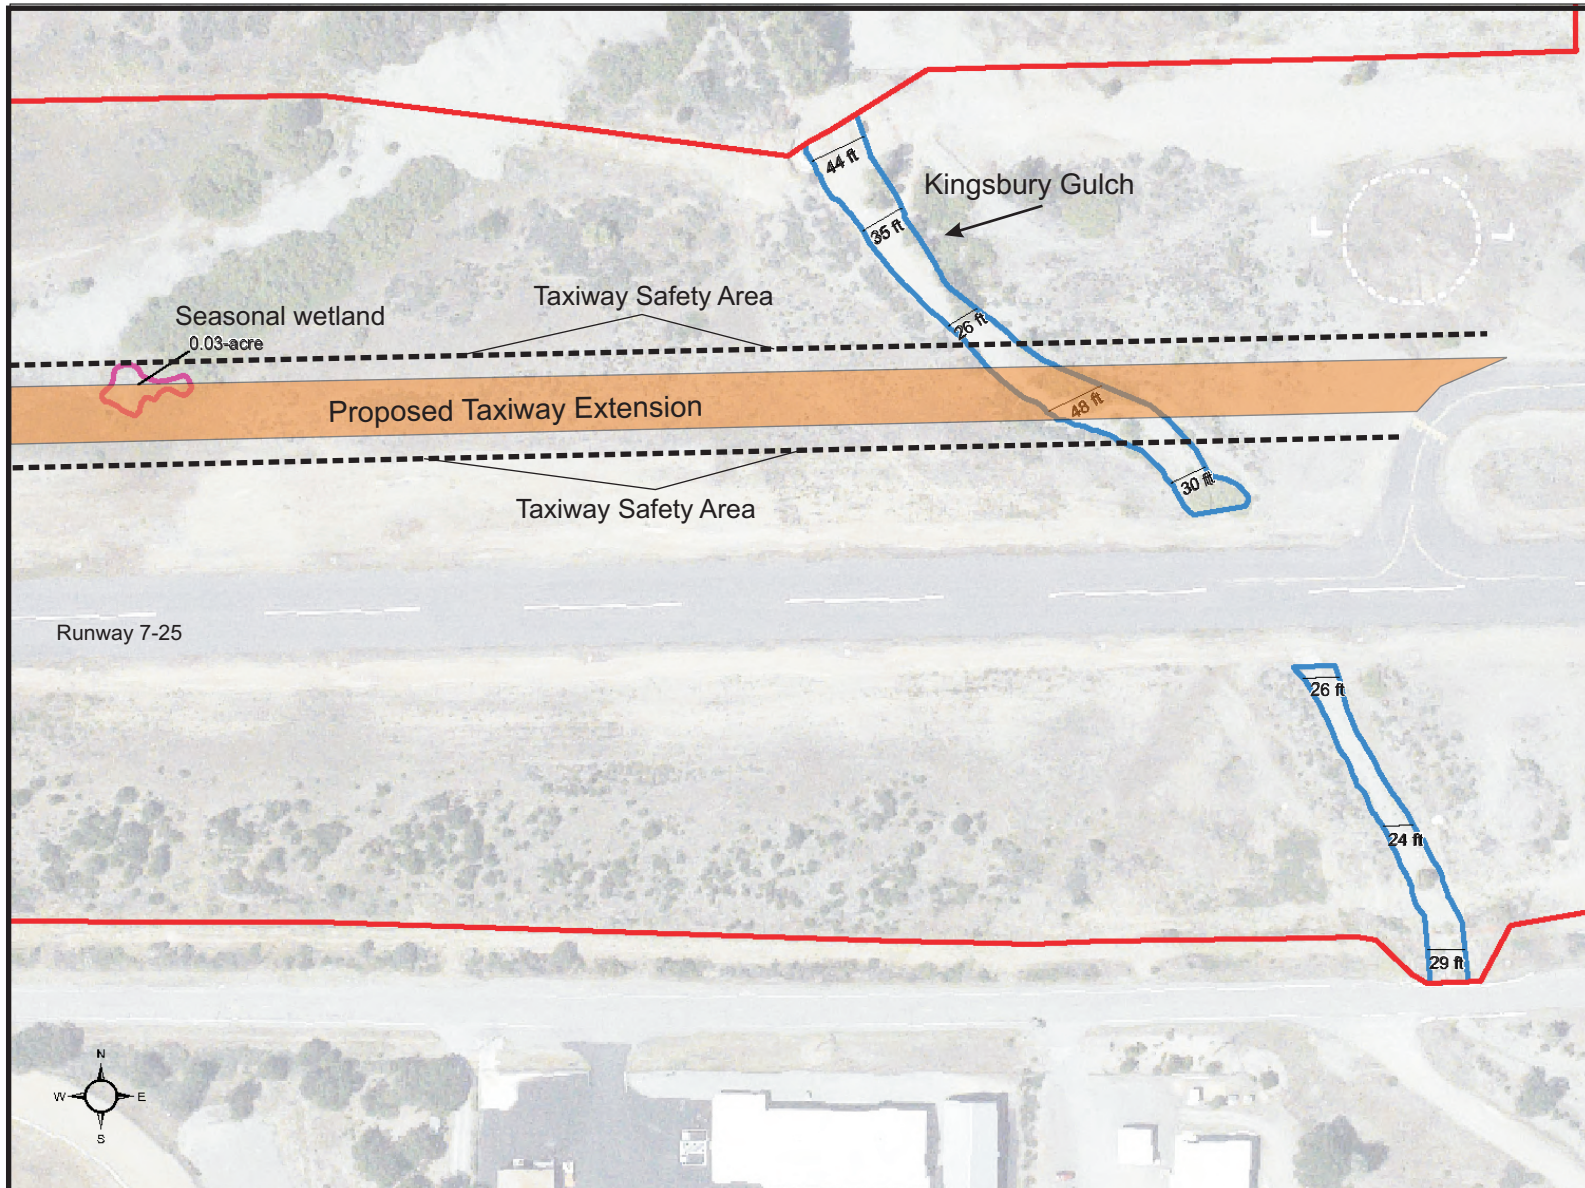 44 ft
Kingsbury Gulch
35 ft
Taxiway Safety Area
Seasonal wetland
0.03-acre
26 ft
Proposed Taxiway Extension
48 ft
30 ft
Taxiway Safety Area
Runway 7-25
26 ft
24 ft
29 ft
N
W E
S